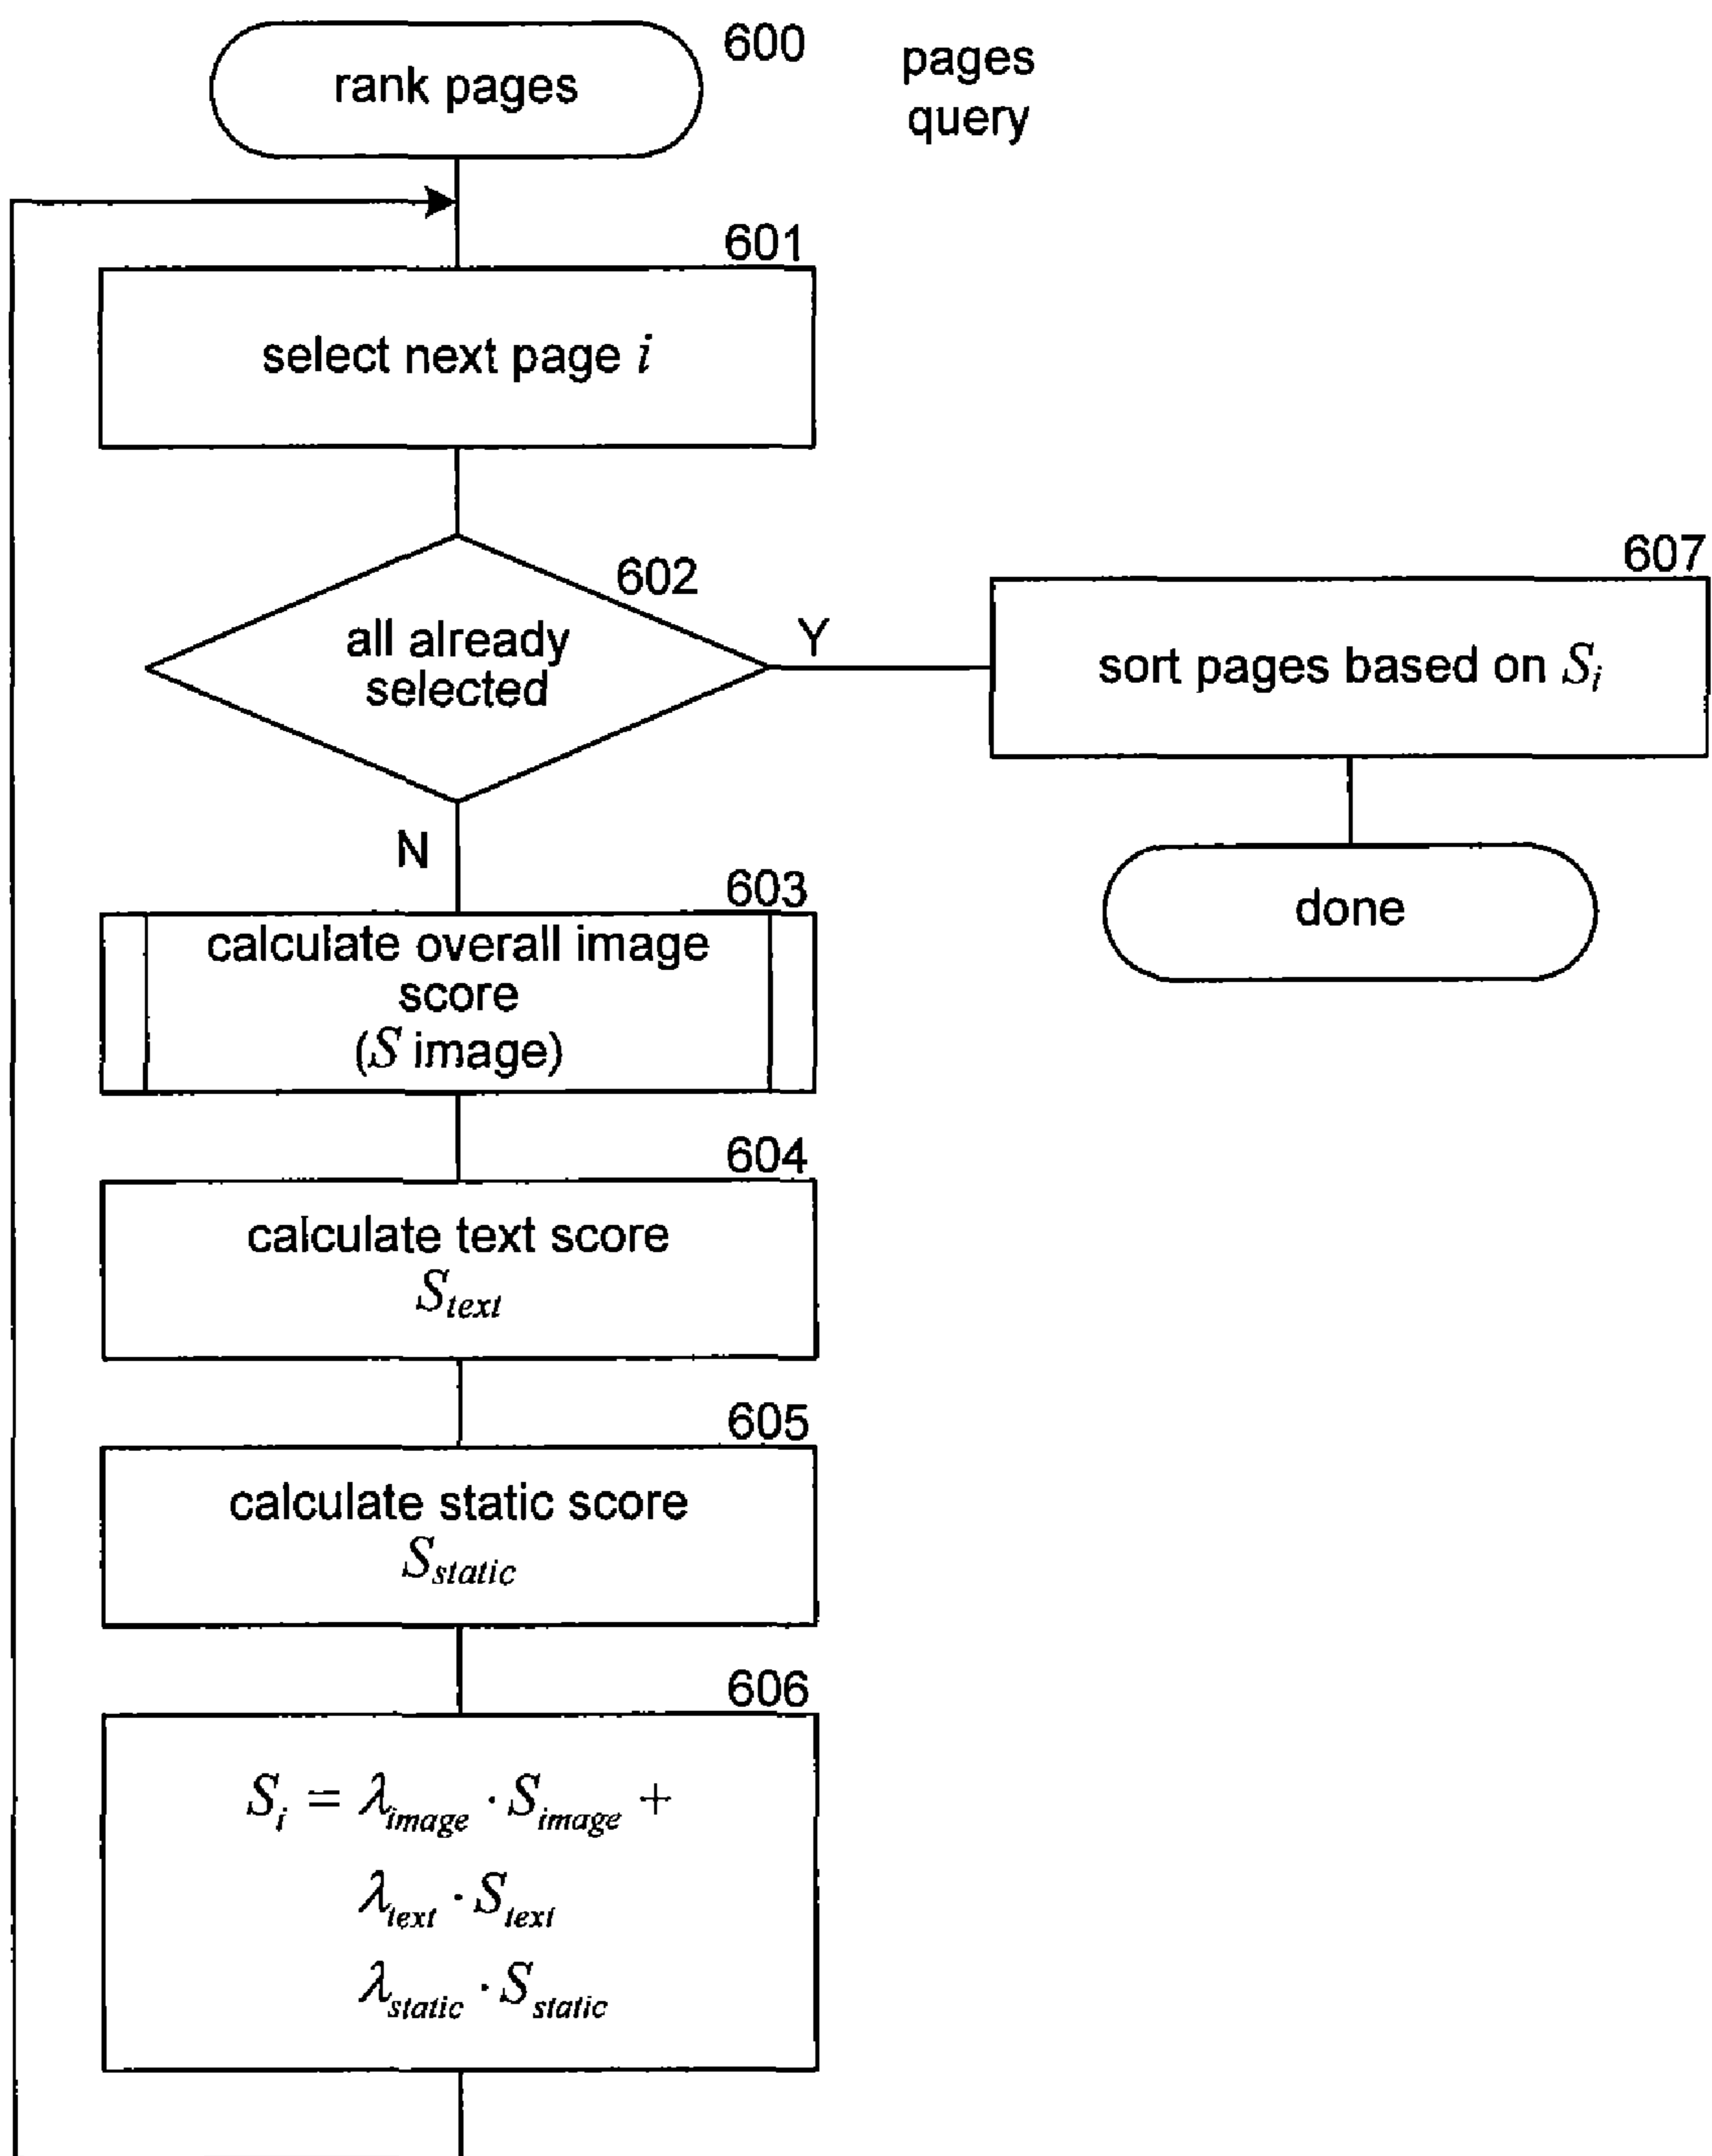 rank pages
600
pages
query
601
select next page i
602
all already
selected
Y
N
607
sort pages based on S_i
done
603
calculate overall image
score
(S image)
604
calculate text score
S_text
605
calculate static score
S_static
606
S_i = λ_image · S_image +
λ_text · S_text
λ_static · S_static